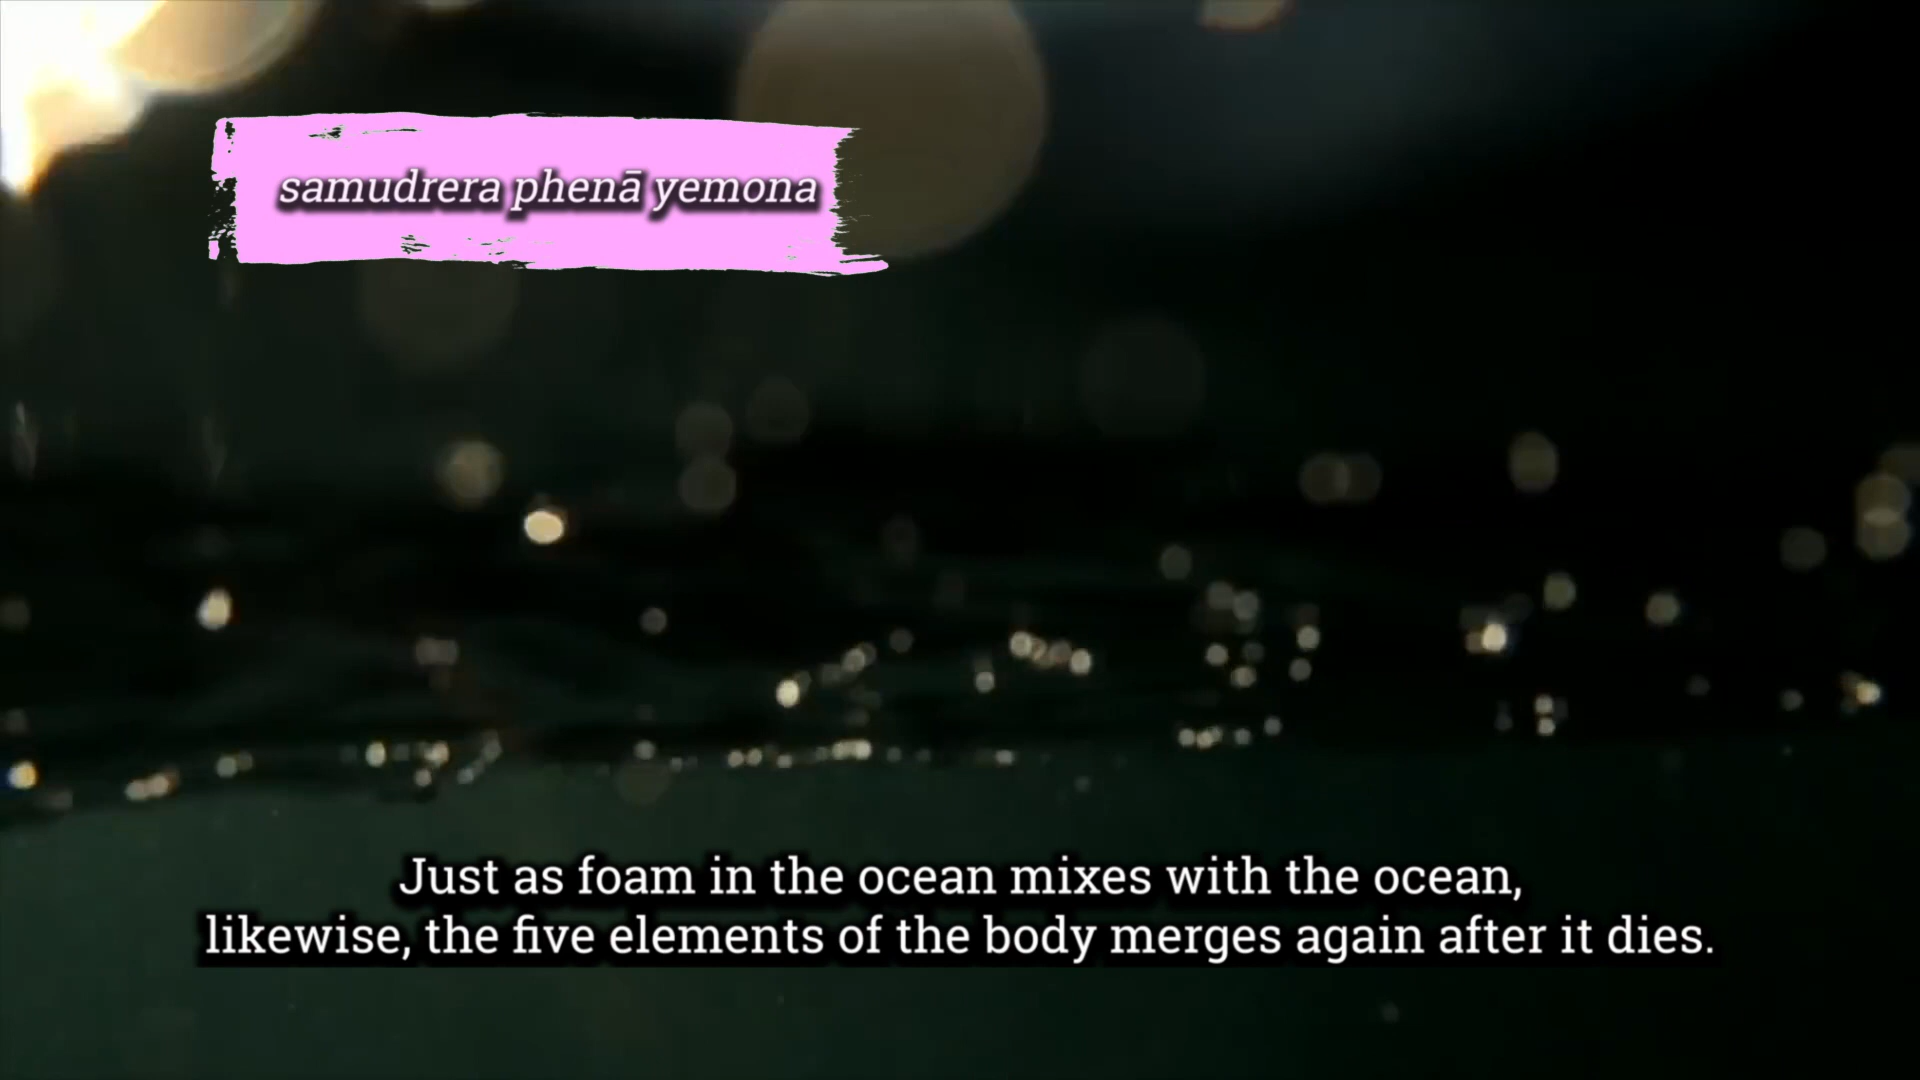 samudrera phenā yemona
Just as foam in the ocean mixes with the ocean,
likewise, the five elements of the body merges again after it dies.